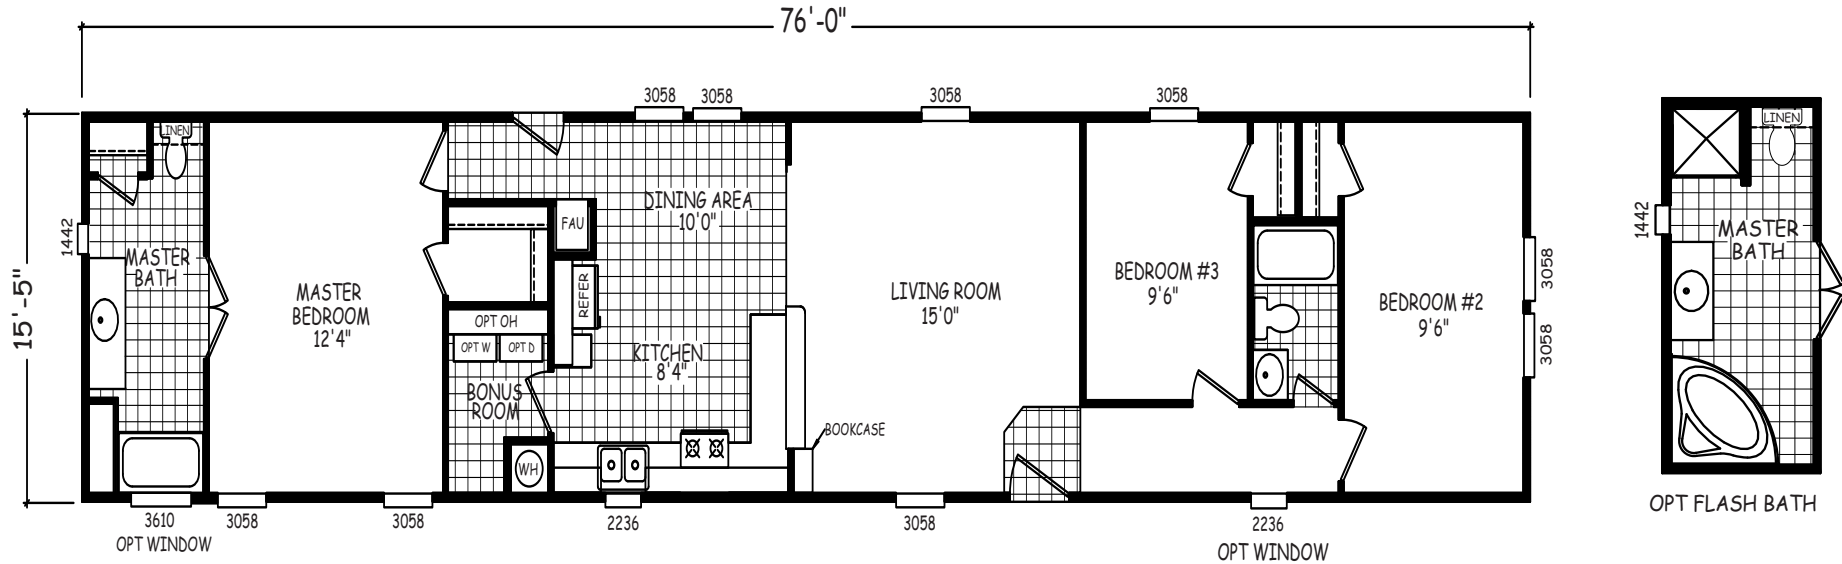 76'-0"
3058
3058
3058
3058
LINEN
LINEN
DINING AREA
10'0"
FAU
1442
1442
MASTER
BATH
MASTER
BATH
15'-5"
MASTER
BEDROOM
12'4"
REFER
LIVING ROOM
15'0"
BEDROOM #3
9'6"
BEDROOM #2
9'6"
3058
3058
OPT OH
OPT W
OPT D
KITCHEN
8'4"
BONUS
ROOM
BOOKCASE
WH
3610
OPT WINDOW
3058
3058
2236
3058
2236
OPT WINDOW
OPT FLASH BATH